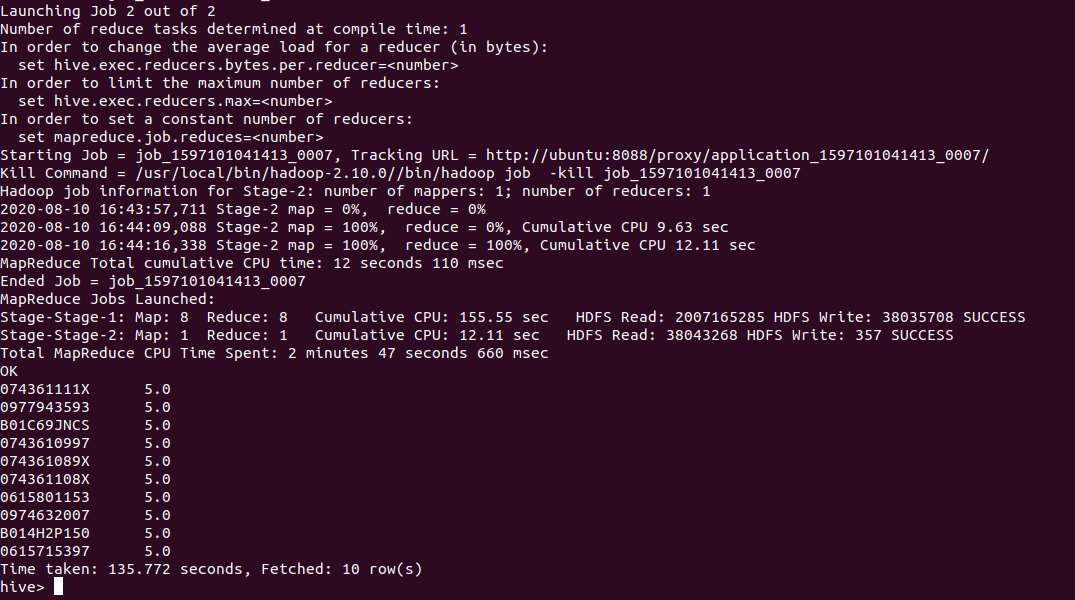 Launching Job 2 out of 2
Number of reduce tasks determined at compile time: 1
In order to change the average load for a reducer (in bytes):
  set hive.exec.reducers.bytes.per.reducer=<number>
In order to limit the maximum number of reducers:
  set hive.exec.reducers.max=<number>
In order to set a constant number of reducers:
  set mapreduce.job.reduces=<number>
Starting Job = job_1597101041413_0007, Tracking URL = http://ubuntu:8088/proxy/application_1597101041413_0007/
Kill Command = /usr/local/bin/hadoop-2.10.0//bin/hadoop job  -kill job_1597101041413_0007
Hadoop job information for Stage-2: number of mappers: 1; number of reducers: 1
2020-08-10 16:43:57,711 Stage-2 map = 0%,  reduce = 0%
2020-08-10 16:44:09,088 Stage-2 map = 100%,  reduce = 0%, Cumulative CPU 9.63 sec
2020-08-10 16:44:16,338 Stage-2 map = 100%,  reduce = 100%, Cumulative CPU 12.11 sec
MapReduce Total cumulative CPU time: 12 seconds 110 msec
Ended Job = job_1597101041413_0007
MapReduce Jobs Launched:
Stage-Stage-1: Map: 8  Reduce: 8   Cumulative CPU: 155.55 sec   HDFS Read: 2007165285 HDFS Write: 38035708 SUCCESS
Stage-Stage-2: Map: 1  Reduce: 1   Cumulative CPU: 12.11 sec   HDFS Read: 38043268 HDFS Write: 357 SUCCESS
Total MapReduce CPU Time Spent: 2 minutes 47 seconds 660 msec
OK
074361111X      5.0
0977943593      5.0
B01C69JNCS      5.0
0743610997      5.0
074361089X      5.0
074361108X      5.0
0615801153      5.0
0974632007      5.0
B014H2P150      5.0
0615715397      5.0
Time taken: 135.772 seconds, Fetched: 10 row(s)
hive>